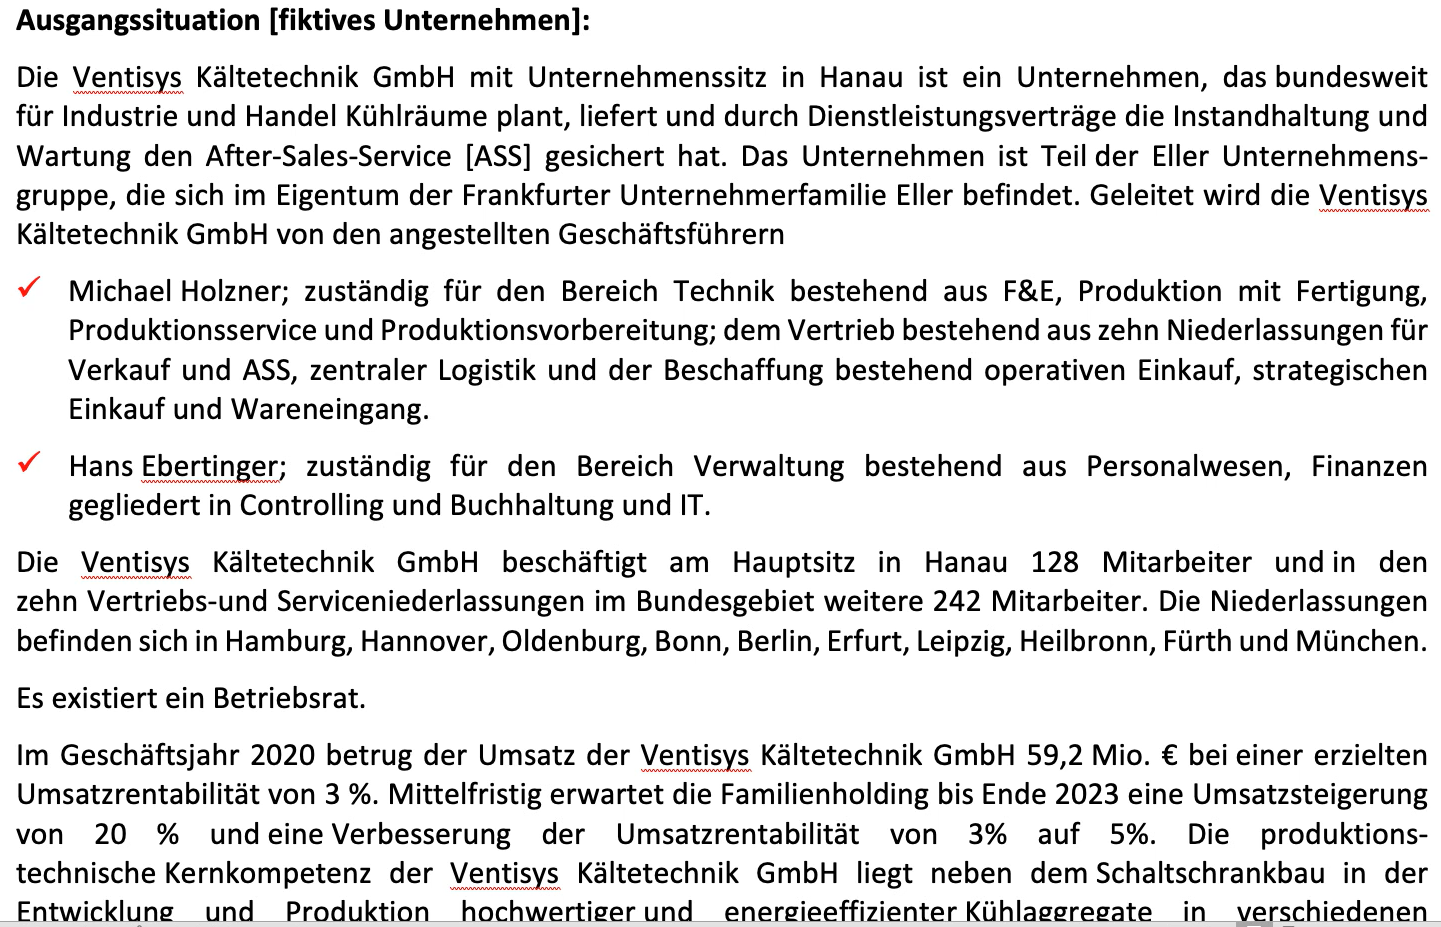 Ausgangssituation [fiktives Unternehmen]:
Die Ventisys Kältetechnik GmbH mit Unternehmenssitz in Hanau ist ein Unternehmen, das bundesweit
für Industrie und Handel Kühlräume plant, liefert und durch Dienstleistungsverträge die Instandhaltung und
Wartung den After-Sales-Service [ASS] gesichert hat. Das Unternehmen ist Teil der Eller Unternehmens-
gruppe, die sich im Eigentum der Frankfurter Unternehmerfamilie Eller befindet. Geleitet wird die Ventisys
Kältetechnik GmbH von den angestellten Geschäftsführern
✓ Michael Holzner; zuständig für den Bereich Technik bestehend aus F&E, Produktion mit Fertigung,
Produktionsservice und Produktionsvorbereitung; dem Vertrieb bestehend aus zehn Niederlassungen für
Verkauf und ASS, zentraler Logistik und der Beschaffung bestehend operativen Einkauf, strategischen
Einkauf und Wareneingang.
✓ Hans Ebertinger; zuständig für den Bereich Verwaltung bestehend aus Personalwesen, Finanzen
gegliedert in Controlling und Buchhaltung und IT.
Die Ventisys Kältetechnik GmbH beschäftigt am Hauptsitz in Hanau 128 Mitarbeiter und in den
zehn Vertriebs-und Serviceniederlassungen im Bundesgebiet weitere 242 Mitarbeiter. Die Niederlassungen
befinden sich in Hamburg, Hannover, Oldenburg, Bonn, Berlin, Erfurt, Leipzig, Heilbronn, Fürth und München.
Es existiert ein Betriebsrat.
Im Geschäftsjahr 2020 betrug der Umsatz der Ventisys Kältetechnik GmbH 59,2 Mio. € bei einer erzielten
Umsatzrentabilität von 3 %. Mittelfristig erwartet die Familienholding bis Ende 2023 eine Umsatzsteigerung
von 20 % und eine Verbesserung der Umsatzrentabilität von 3% auf 5%. Die produktions-
technische Kernkompetenz der Ventisys Kältetechnik GmbH liegt neben dem Schaltschrankbau in der
Entwicklung und Produktion hochwertiger und energieeffizienter Kühlaggregate in verschiedenen